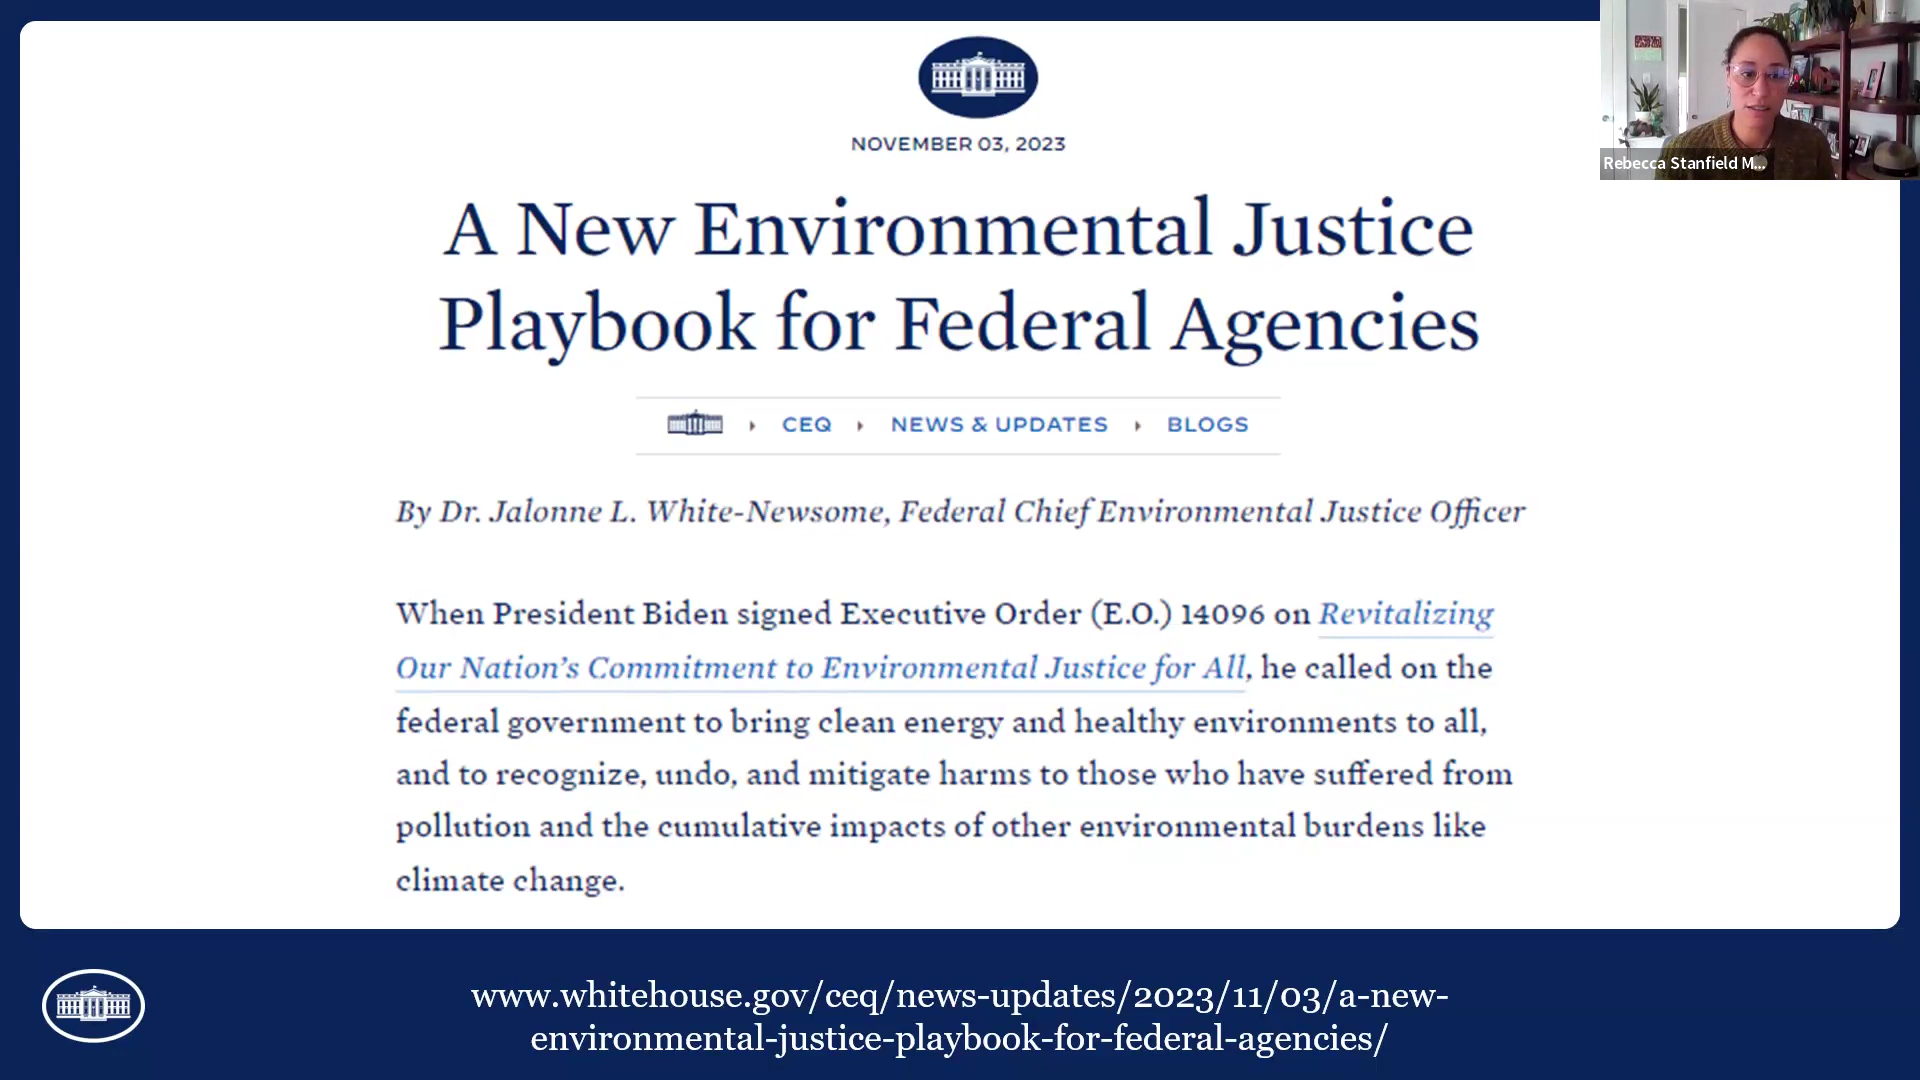 NOVEMBER 03, 2023
Rebecca Stanfield M...
A New Environmental Justice
Playbook for Federal Agencies
CEQ NEWS & UPDATES BLOGS
By Dr. Jalonne L. White-Newsome, Federal Chief Environmental Justice Officer
When President Biden signed Executive Order (E.O.) 14096 on Revitalizing
Our Nation’s Commitment to Environmental Justice for All, he called on the
federal government to bring clean energy and healthy environments to all,
and to recognize, undo, and mitigate harms to those who have suffered from
pollution and the cumulative impacts of other environmental burdens like
climate change.
www.whitehouse.gov/ceq/news-updates/2023/11/03/a-new-
environmental-justice-playbook-for-federal-agencies/